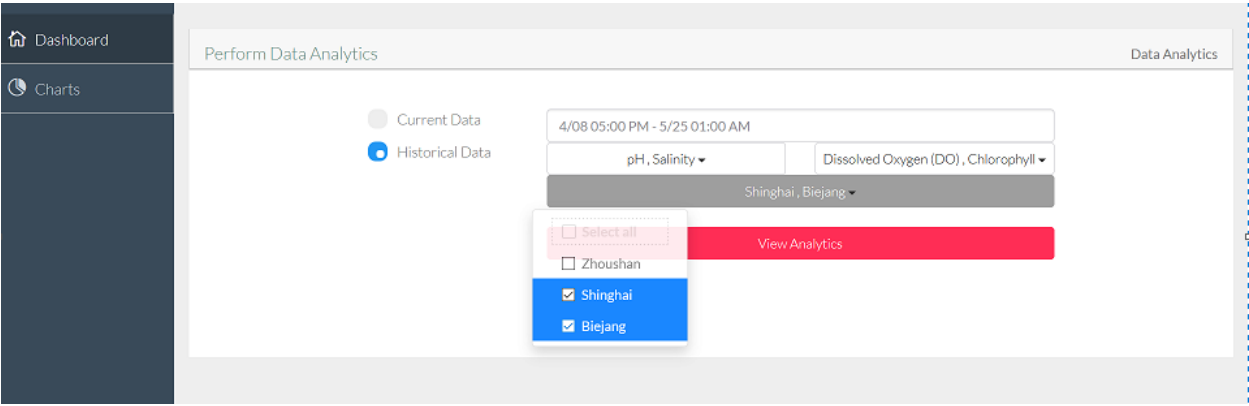 Dashboard
Charts
Perform Data Analytics
Data Analytics
Current Data
Historical Data
4/08 05:00 PM - 5/25 01:00 AM
pH , Salinity
Dissolved Oxygen (DO) , Chlorophyll
Shinghai , Biejang
Select all
Zhoushan
Shinghai
Biejang
View Analytics